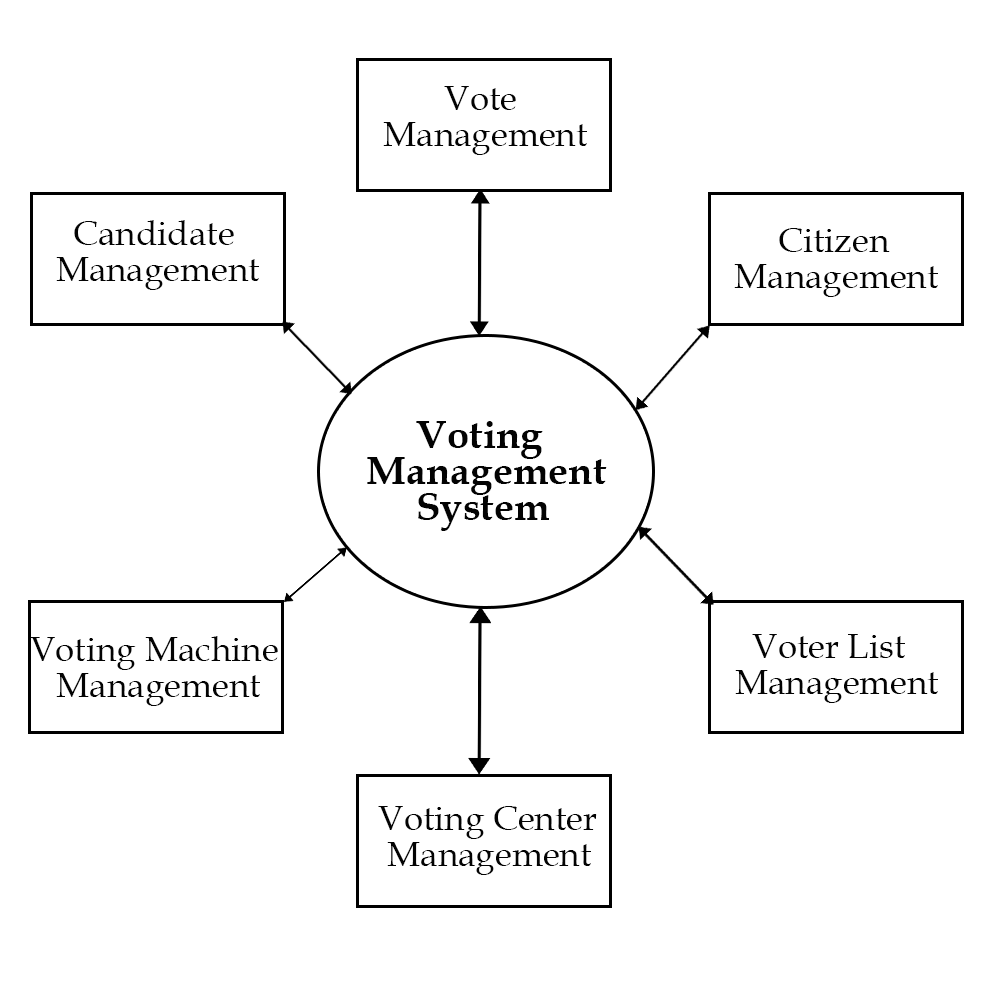 Vote
Management
Candidate
Management
Citizen
Management
Voting
Management
System
Voting Machine
Management
Voter List
Management
Voting Center
Management